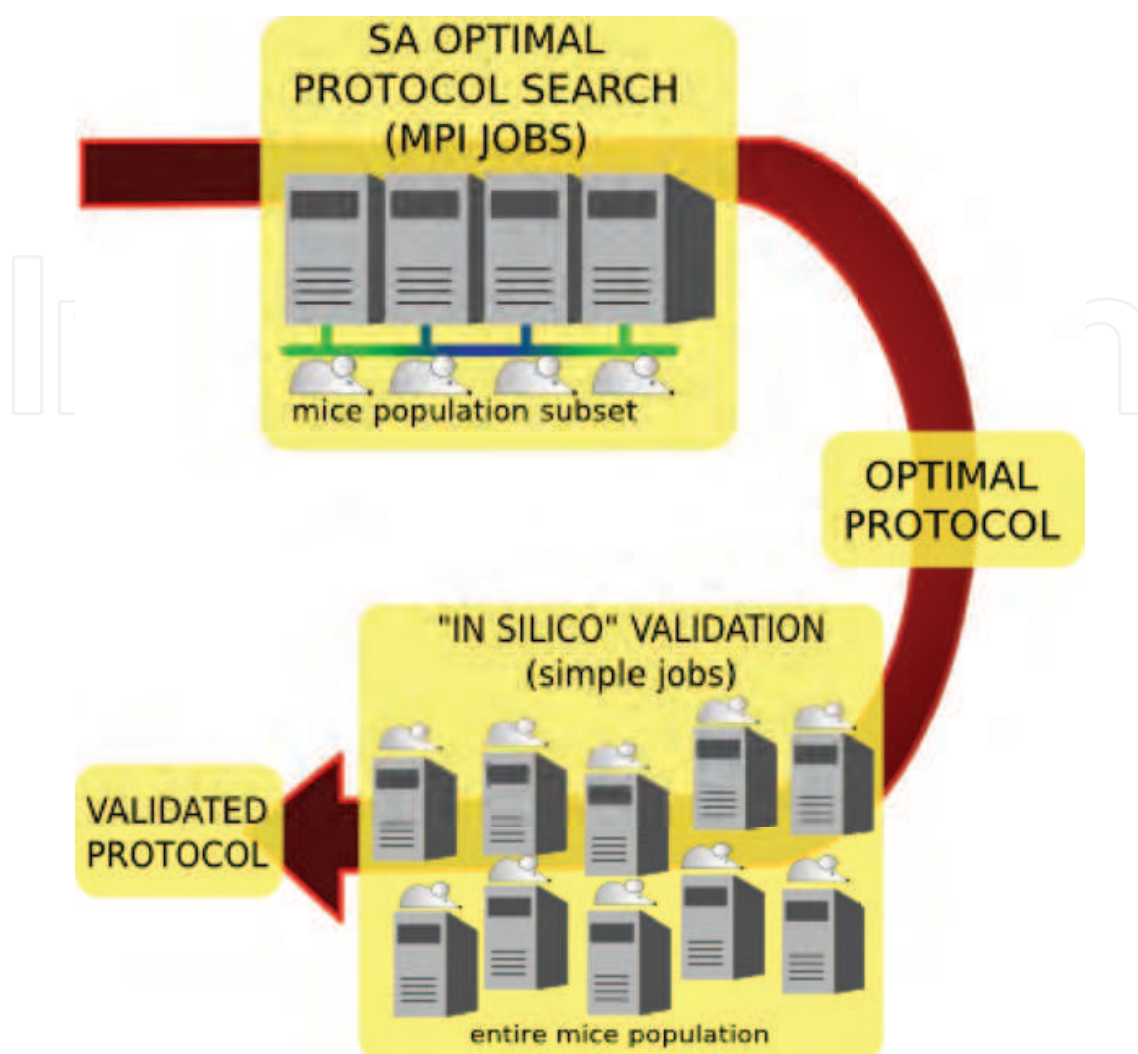 SA OPTIMAL
PROTOCOL SEARCH
(MPI JOBS)
mice population subset
OPTIMAL
PROTOCOL
"IN SILICO" VALIDATION
(simple jobs)
VALIDATED
PROTOCOL
entire mice population